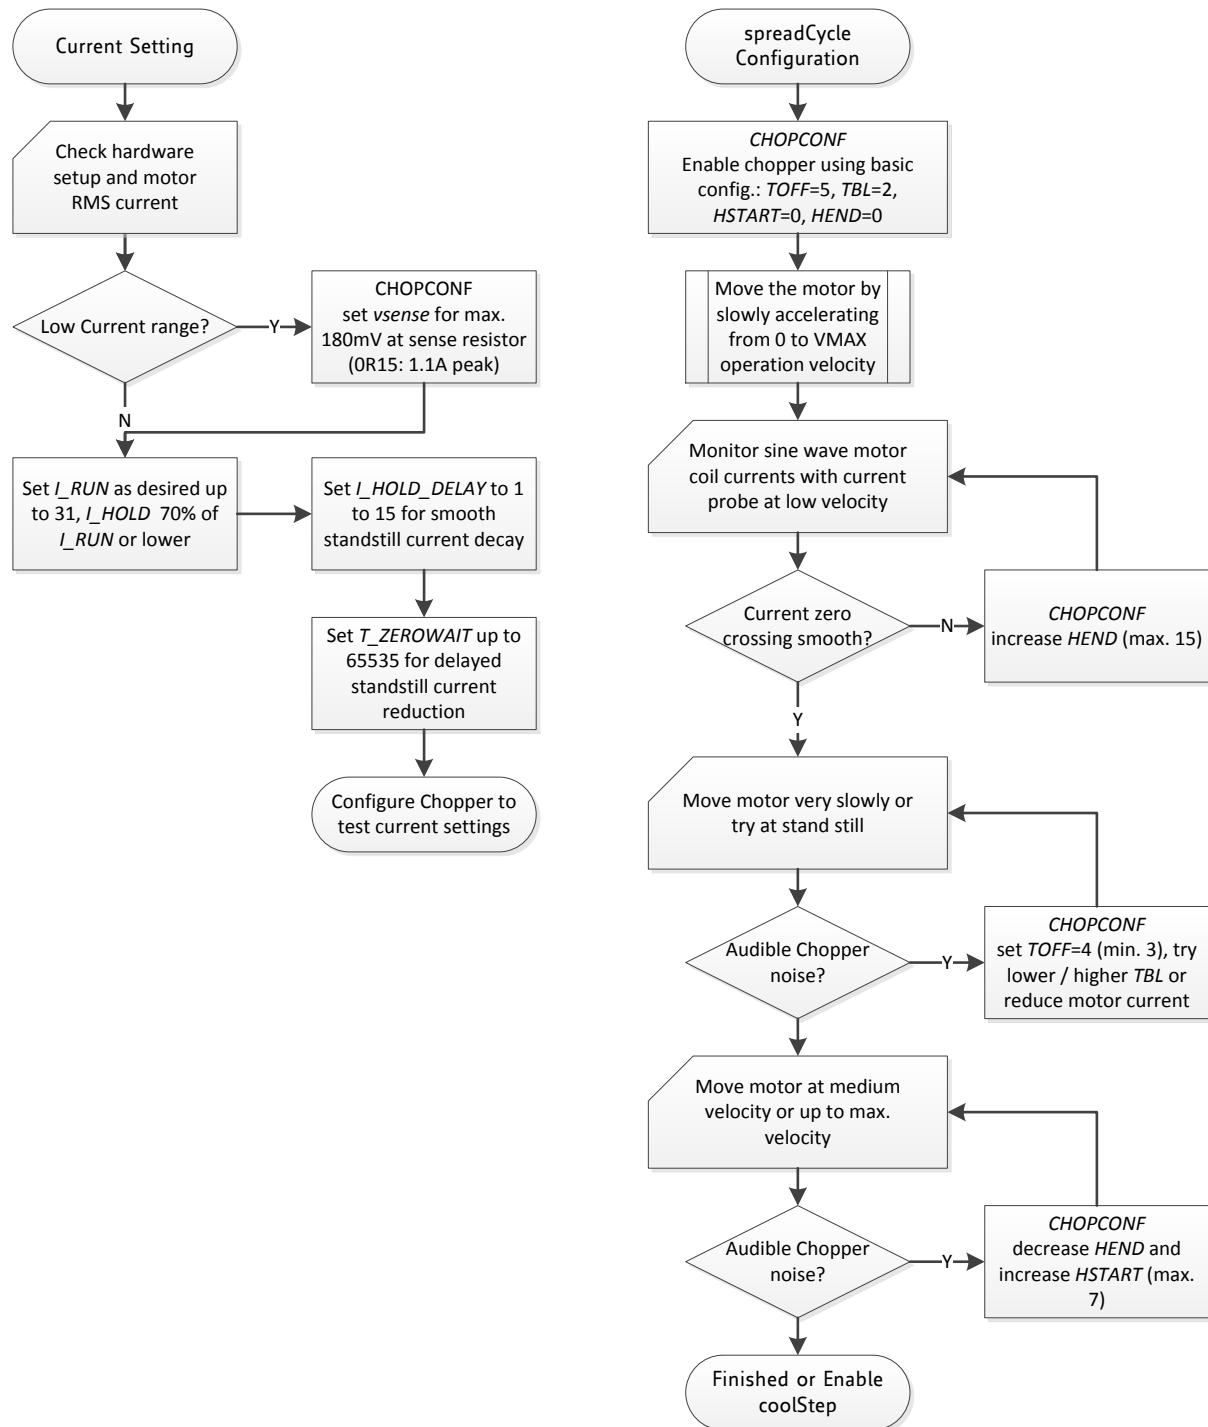 Current Setting
Check hardware
setup and motor
RMS current
Low Current range?
Y
CHOPCONF
set vsense for max.
180mV at sense resistor
(0R15: 1.1A peak)
N
Set I_RUN as desired up
to 31, I_HOLD 70% of
I_RUN or lower
Set I_HOLD_DELAY to 1
to 15 for smooth
standstill current decay
Set T_ZEROWAIT up to
65535 for delayed
standstill current
reduction
Configure Chopper to
test current settings
spreadCycle
Configuration
CHOPCONF
Enable chopper using basic
config.: TOFF=5, TBL=2,
HSTART=0, HEND=0
Move the motor by
slowly accelerating
from 0 to VMAX
operation velocity
Monitor sine wave motor
coil currents with current
probe at low velocity
Current zero
crossing smooth?
N
CHOPCONF
increase HEND (max. 15)
Y
Move motor very slowly or
try at stand still
Audible Chopper
noise?
Y
CHOPCONF
set TOFF=4 (min. 3), try
lower / higher TBL or
reduce motor current
Move motor at medium
velocity or up to max.
velocity
Audible Chopper
noise?
Y
CHOPCONF
decrease HEND and
increase HSTART (max.
7)
Finished or Enable
coolStep